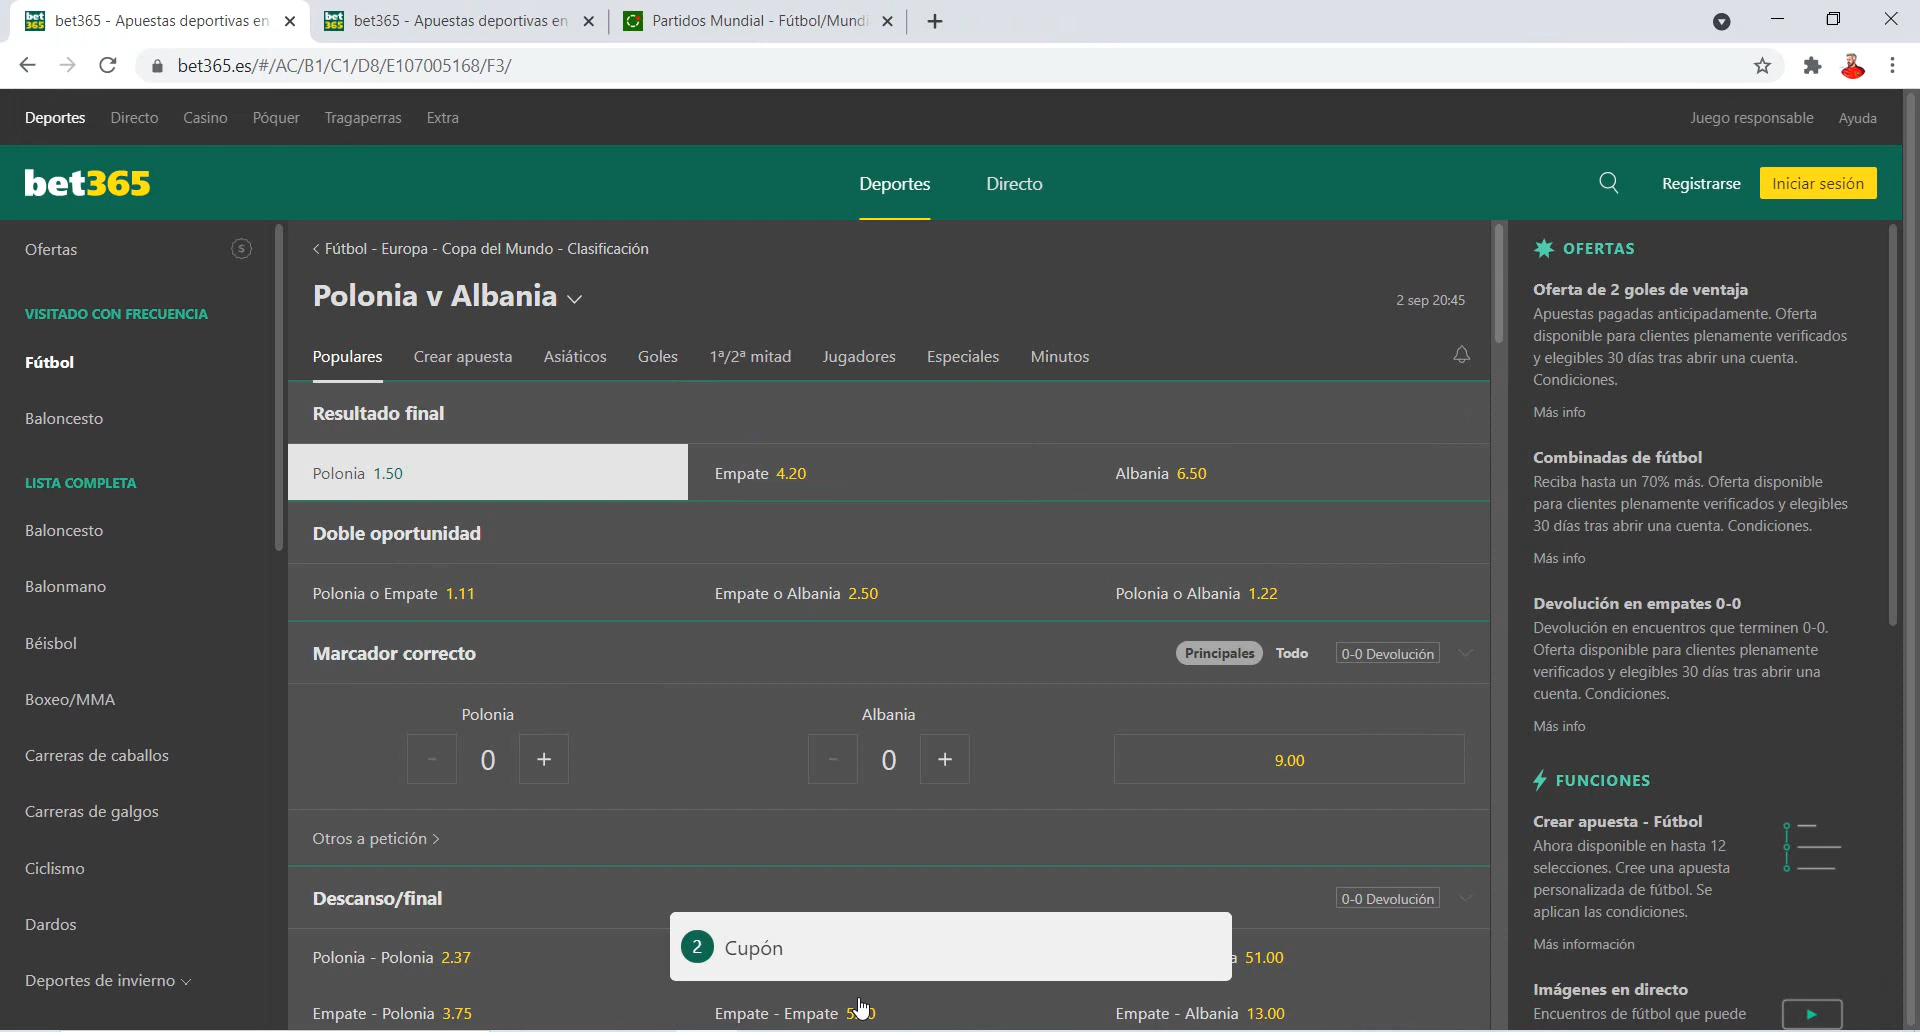 bet365 - Apuestas deportivas en
bet365 - Apuestas deportivas en
Partidos Mundial - Fútbol/Mundi
bet365.es/#/AC/B1/C1/D8/E107005168/F3/
Deportes Directo Casino Póquer Tragaperras Extra
Juego responsable Ayuda
bet365
Deportes Directo
Registrarse Iniciar sesión
Ofertas
VISITADO CON FRECUENCIA
Fútbol
Baloncesto
LISTA COMPLETA
Baloncesto
Balonmano
Béisbol
Boxeo/MMA
Carreras de caballos
Carreras de galgos
Ciclismo
Dardos
Deportes de invierno
< Fútbol - Europa - Copa del Mundo - Clasificación
Polonia v Albania
2 sep 20:45
Populares Crear apuesta Asiáticos Goles 1ª/2ª mitad Jugadores Especiales Minutos
Resultado final
Polonia 1.50 Empate 4.20 Albania 6.50
Doble oportunidad
Polonia o Empate 1.11 Empate o Albania 2.50 Polonia o Albania 1.22
Marcador correcto Principales Todo 0-0 Devolución
Polonia Albania
- 0 + - 0 + 9.00
Otros a petición >
Descanso/final 0-0 Devolución
Polonia - Polonia 2.37 a 51.00
2 Cupón
Empate - Polonia 3.75 Empate - Empate Empate - Albania 13.00
OFERTAS
Oferta de 2 goles de ventaja
Apuestas pagadas anticipadamente. Oferta
disponible para clientes plenamente verificados
y elegibles 30 días tras abrir una cuenta.
Condiciones.
Más info
Combinadas de fútbol
Reciba hasta un 70% más. Oferta disponible
para clientes plenamente verificados y elegibles
30 días tras abrir una cuenta. Condiciones.
Más info
Devolución en empates 0-0
Devolución en encuentros que terminen 0-0.
Oferta disponible para clientes plenamente
verificados y elegibles 30 días tras abrir una
cuenta. Condiciones.
Más info
FUNCIONES
Crear apuesta - Fútbol
Ahora disponible en hasta 12
selecciones. Cree una apuesta
personalizada de fútbol. Se
aplican las condiciones.
Más información
Imágenes en directo
Encuentros de fútbol que puede